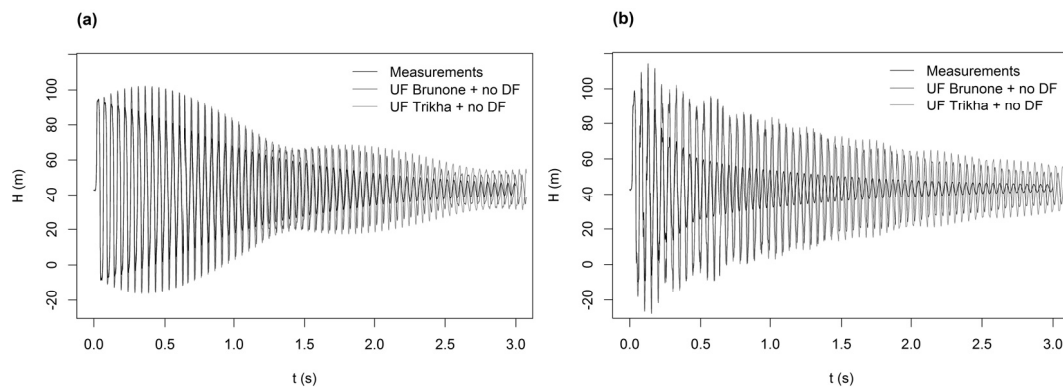 (a)
Measurements
UF Brunone + no DF
UF Trikha + no DF
100
80
60
40
20
0
-20
H (m)
0.0 0.5 1.0 1.5 2.0 2.5 3.0
t (s)
(b)
Measurements
UF Brunone + no DF
UF Trikha + no DF
100
80
60
40
20
0
-20
H (m)
0.0 0.5 1.0 1.5 2.0 2.5 3.0
t (s)